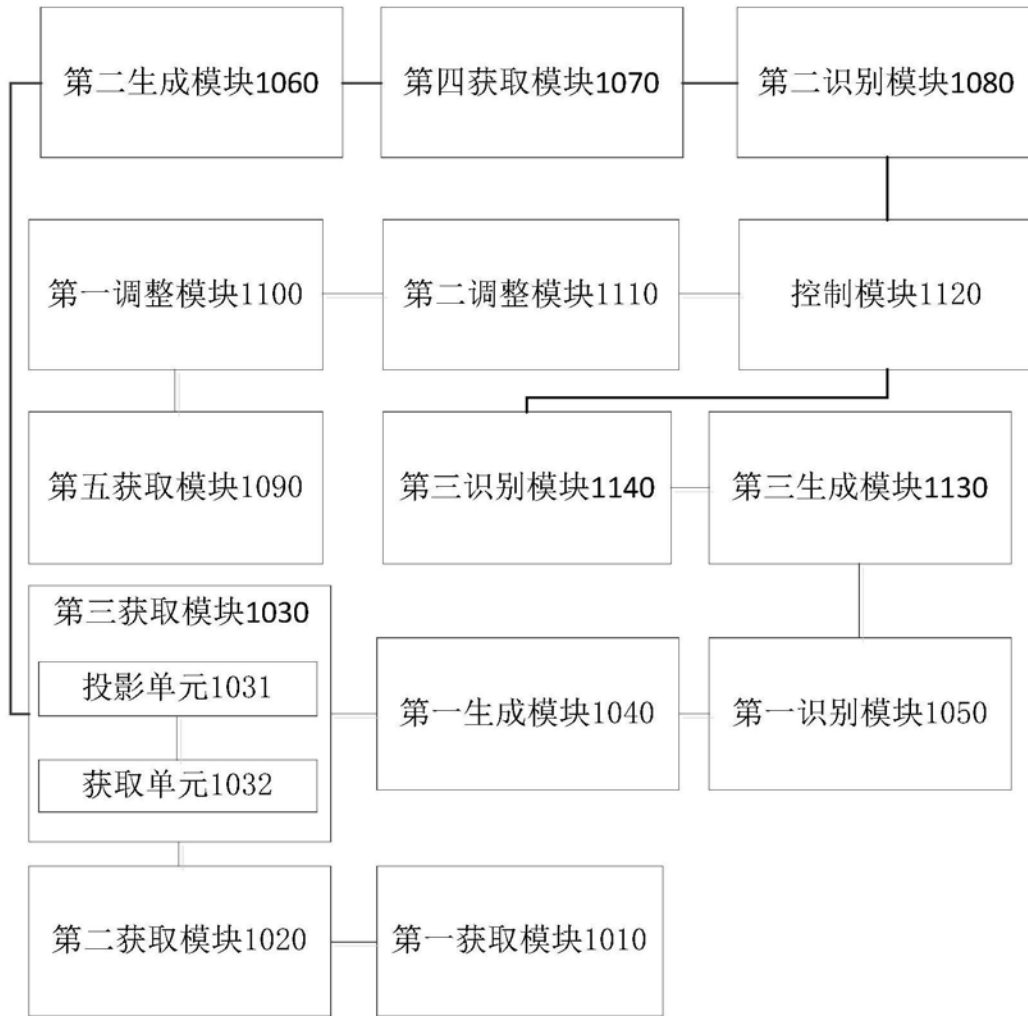 第二生成模块1060
第四获取模块1070
第二识别模块1080
第一调整模块1100
第二调整模块1110
控制模块1120
第五获取模块1090
第三识别模块1140
第三生成模块1130
第三获取模块1030
投影单元1031
获取单元1032
第一生成模块1040
第一识别模块1050
第二获取模块1020
第一获取模块1010